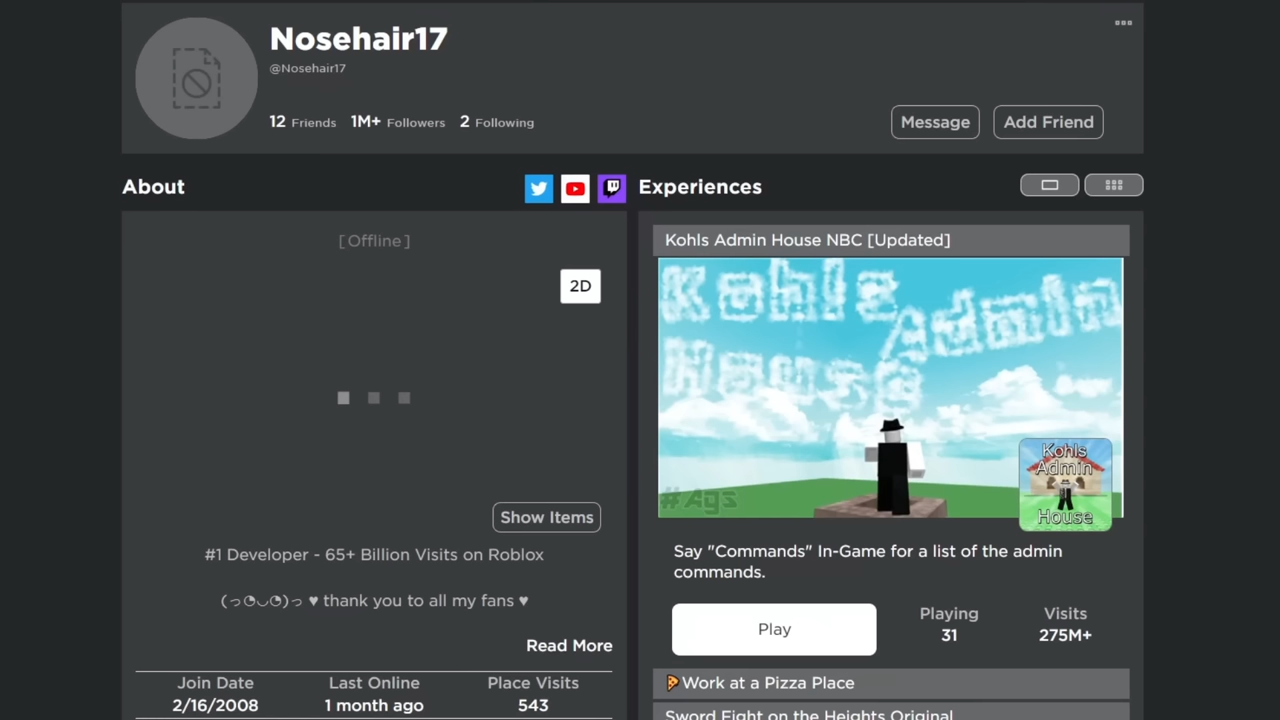 Nosehair17
@Nosehair17
12 Friends 1M+ Followers 2 Following
Message
Add Friend
About
[Offline]
2D
Show Items
#1 Developer - 65+ Billion Visits on Roblox
(っ◔◡◔)っ ♥ thank you to all my fans ♥
Read More
Join Date Last Online Place Visits
2/16/2008 1 month ago 543
Experiences
Kohls Admin House NBC [Updated]
Kohls
Admin
House
#Ags
Kohls
Admin
House
Say "Commands" In-Game for a list of the admin
commands.
Play
Playing Visits
31 275M+
🍕Work at a Pizza Place
Sword Fight on the Heights Original